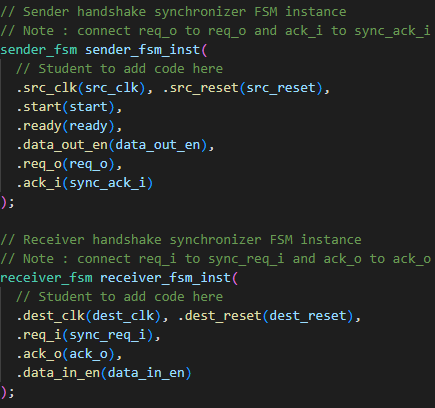 // Sender handshake synchronizer FSM instance
// Note : connect req_o to req_o and ack_i to sync_ack_i
sender_fsm sender_fsm_inst(
// Student to add code here
.src_clk(src_clk), .src_reset(src_reset),
.start(start),
.ready(ready),
.data_out_en(data_out_en),
.req_o(req_o),
.ack_i(sync_ack_i)
);
// Receiver handshake synchronizer FSM instance
// Note : connect req_i to sync_req_i and ack_o to ack_o
receiver_fsm receiver_fsm_inst(
// Student to add code here
.dest_clk(dest_clk), .dest_reset(dest_reset),
.req_i(sync_req_i),
.ack_o(ack_o),
.data_in_en(data_in_en)
);